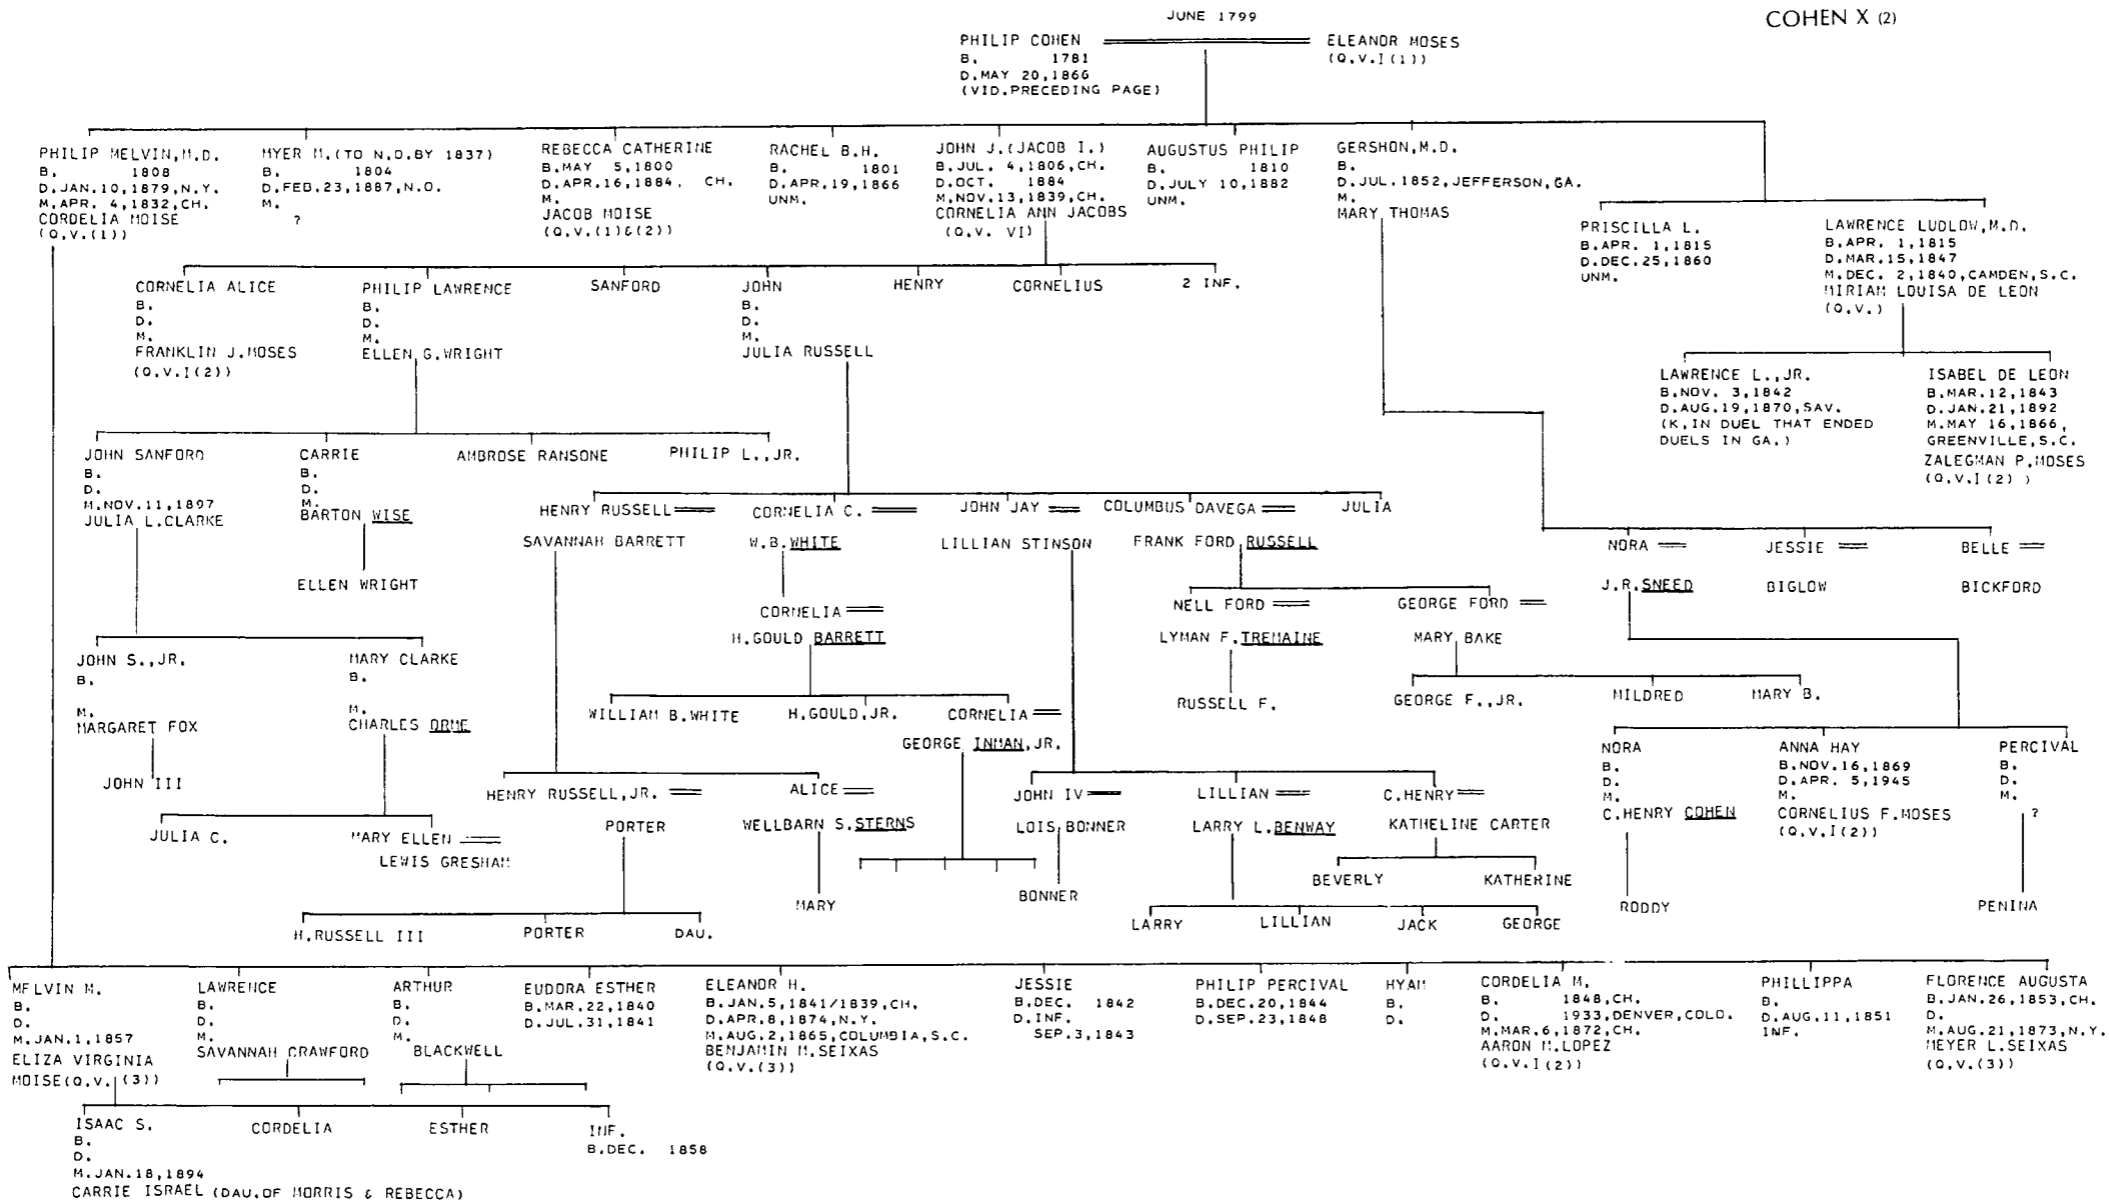 COHEN X (2)
JUNE 1799
PHILIP COHEN
B. 1781
D.MAY 20,1866
(VID.PRECEDING PAGE)
ELEANOR MOSES
(Q.V.I(1))
PHILIP MELVIN,M.D.
B. 1808
D.JAN.10,1879,N.Y.
M.APR. 4,1832,CH.
CORDELIA MOISE
(Q.V.(1))
MYER M.(TO N.O.BY 1837)
B. 1804
D.FEB.23,1887,N.O.
M.
?
REBECCA CATHERINE
B.MAY 5,1800
D.APR.16,1884, CH.
M.
JACOB MOISE
(Q.V.(1)&(2))
RACHEL B.H.
B. 1801
D.APR.19,1866
UNM.
JOHN J.(JACOB I.)
B.JUL. 4,1806,CH.
D.OCT. 1884
M.NOV.13,1839,CH.
CORNELIA ANN JACOBS
(Q.V. VI)
AUGUSTUS PHILIP
B. 1810
D.JULY 10,1882
UNM.
GERSHON,M.D.
B.
D.JUL.1852,JEFFERSON,GA.
M.
MARY THOMAS
PRISCILLA L.
B.APR. 1,1815
D.DEC.25,1860
UNM.
LAWRENCE LUDLOW,M.D.
B.APR. 1,1815
D.MAR.15,1847
M.DEC. 2,1840,CAMDEN,S.C.
MIRIAM LOUISA DE LEON
(Q.V.)
CORNELIA ALICE
B.
D.
M.
FRANKLIN J.MOSES
(Q.V.I(2))
PHILIP LAWRENCE
B.
D.
M.
ELLEN G.WRIGHT
SANFORD
JOHN
B.
D.
M.
JULIA RUSSELL
HENRY
CORNELIUS
2 INF.
LAWRENCE L.,JR.
B.NOV. 3,1842
D.AUG.19,1870,SAV.
(K.IN DUEL THAT ENDED
DUELS IN GA.)
ISABEL DE LEON
B.MAR.12,1843
D.JAN.21,1892
M.MAY 16,1866,
GREENVILLE,S.C.
ZALEGMAN P.MOSES
(Q.V.I(2) )
JOHN SANFORD
B.
D.
M.NOV.11,1897
JULIA L.CLARKE
CARRIE
B.
D.
M.
BARTON WISE
AMBROSE RANSONE
PHILIP L.,JR.
ELLEN WRIGHT
HENRY RUSSELL
SAVANNAH BARRETT
CORNELIA C.
W.B.WHITE
JOHN JAY
LILLIAN STINSON
COLUMBUS DAVEGA
FRANK FORD RUSSELL
JULIA
NORA
J.R.SNEED
JESSIE
BIGLOW
BELLE
BICKFORD
CORNELIA
H.GOULD BARRETT
NELL FORD
LYMAN F.TREMAINE
GEORGE FORD
MARY BAKE
JOHN S.,JR.
B.
M.
MARGARET FOX
MARY CLARKE
B.
M.
CHARLES ORME
RUSSELL F.
GEORGE F.,JR.
MILDRED
MARY B.
WILLIAM B.WHITE
H.GOULD,JR.
CORNELIA
GEORGE INMAN,JR.
NORA
B.
D.
M.
C.HENRY COHEN
ANNA HAY
B.NOV.16,1869
D.APR. 5,1945
M.
CORNELIUS F.MOSES
(Q.V.I(2))
PERCIVAL
B.
D.
M.
?
JOHN III
HENRY RUSSELL,JR.
PORTER
ALICE
WELLBARN S.STERNS
JOHN IV
LOIS BONNER
LILLIAN
LARRY L.BENWAY
C.HENRY
KATHELINE CARTER
JULIA C.
MARY ELLEN
LEWIS GRESHAM
BEVERLY
KATHERINE
MARY
BONNER
RODDY
PENINA
H.RUSSELL III
PORTER
DAU.
LARRY
LILLIAN
JACK
GEORGE
MELVIN M.
B.
D.
M.JAN.1,1857
ELIZA VIRGINIA
MOISE(Q.V. (3))
LAWRENCE
B.
D.
M.
SAVANNAH CRAWFORD
ARTHUR
B.
D.
M.
BLACKWELL
EUDORA ESTHER
B.MAR.22,1840
D.JUL.31,1841
ELEANOR H.
B.JAN.5,1841/1839,CH.
D.APR.8,1874,N.Y.
M.AUG.2,1865,COLUMBIA,S.C.
BENJAMIN M.SEIXAS
(Q.V.(3))
JESSIE
B.DEC. 1842
D.INF.
SEP.3,1843
PHILIP PERCIVAL
B.DEC.20,1844
D.SEP.23,1848
HYAM
B.
D.
CORDELIA M.
B. 1848,CH.
D. 1933,DENVER,COLO.
M.MAR.6,1872,CH.
AARON M.LOPEZ
(Q.V.I(2))
PHILLIPPA
B.
D.AUG.11,1851
INF.
FLORENCE AUGUSTA
B.JAN.26,1853,CH.
D.
M.AUG.21,1873,N.Y.
MEYER L.SEIXAS
(Q.V.(3))
ISAAC S.
B.
D.
M.JAN.18,1894
CARRIE ISRAEL (DAU.OF MORRIS & REBECCA)
CORDELIA
ESTHER
INF.
B.DEC. 1858